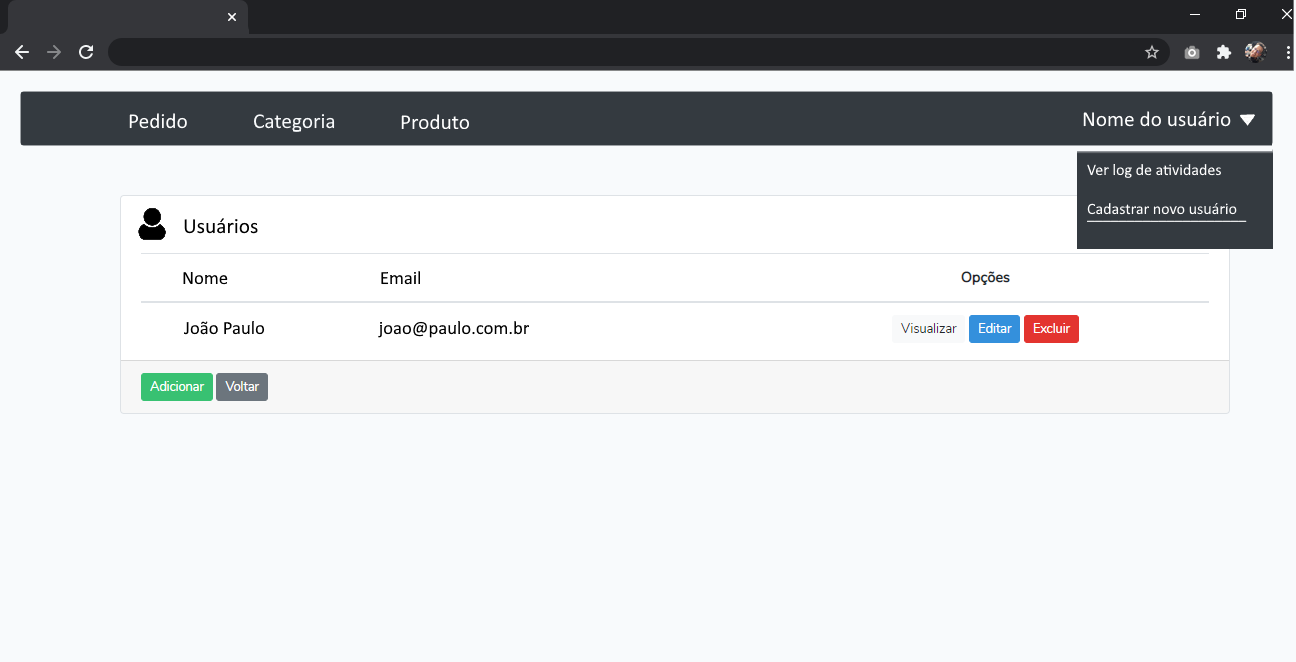 Pedido Categoria Produto Nome do usuário
Ver log de atividades
Cadastrar novo usuário
Usuários
Nome Email Opções
João Paulo joao@paulo.com.br Visualizar Editar Excluir
Adicionar Voltar